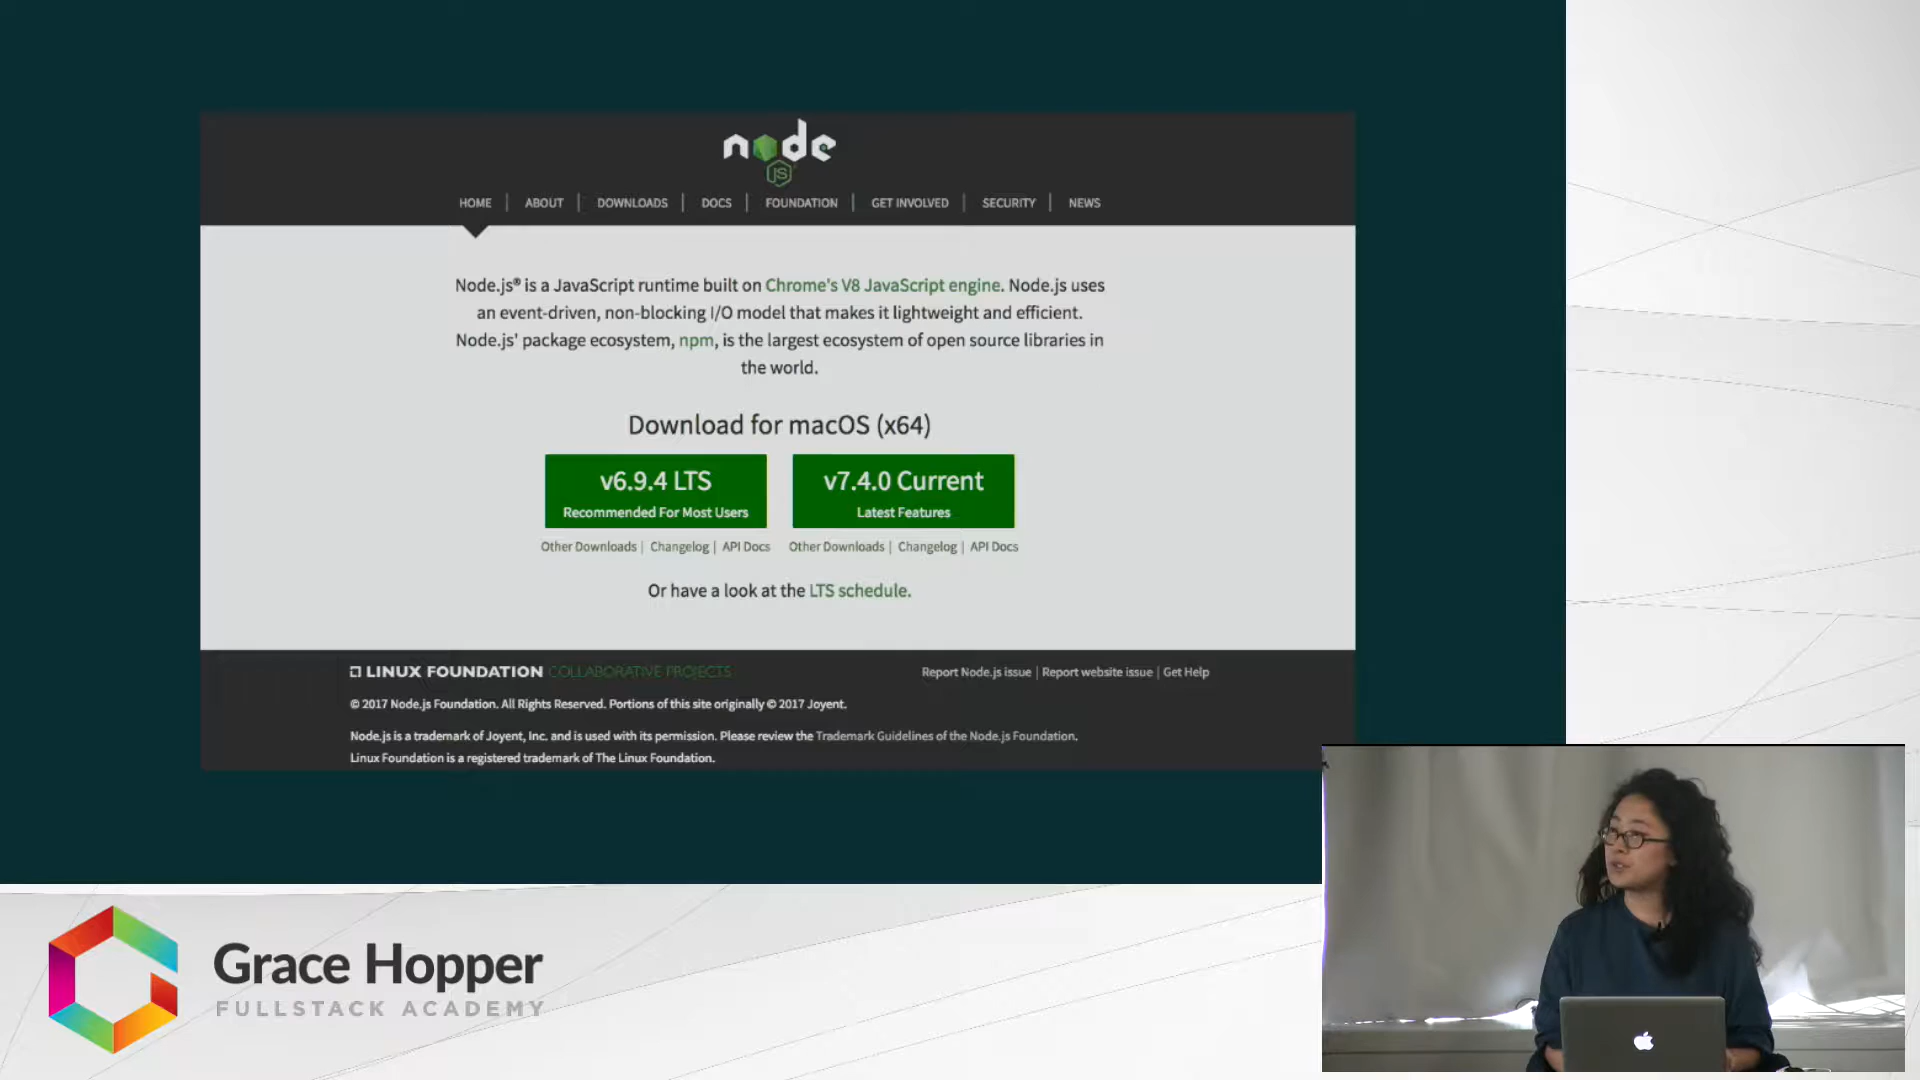 node
JS
HOME | ABOUT | DOWNLOADS | DOCS | FOUNDATION | GET INVOLVED | SECURITY | NEWS
Node.js® is a JavaScript runtime built on Chrome's V8 JavaScript engine. Node.js uses
an event-driven, non-blocking I/O model that makes it lightweight and efficient.
Node.js' package ecosystem, npm, is the largest ecosystem of open source libraries in
the world.
Download for macOS (x64)
v6.9.4 LTS
Recommended For Most Users
v7.4.0 Current
Latest Features
Other Downloads | Changelog | API Docs
Other Downloads | Changelog | API Docs
Or have a look at the LTS schedule.
LINUX FOUNDATION COLLABORATIVE PROJECTS
Report Node.js issue | Report website issue | Get Help
© 2017 Node.js Foundation. All Rights Reserved. Portions of this site originally © 2017 Joyent.
Node.js is a trademark of Joyent, Inc. and is used with its permission. Please review the Trademark Guidelines of the Node.js Foundation.
Linux Foundation is a registered trademark of The Linux Foundation.
Grace Hopper
FULLSTACK ACADEMY